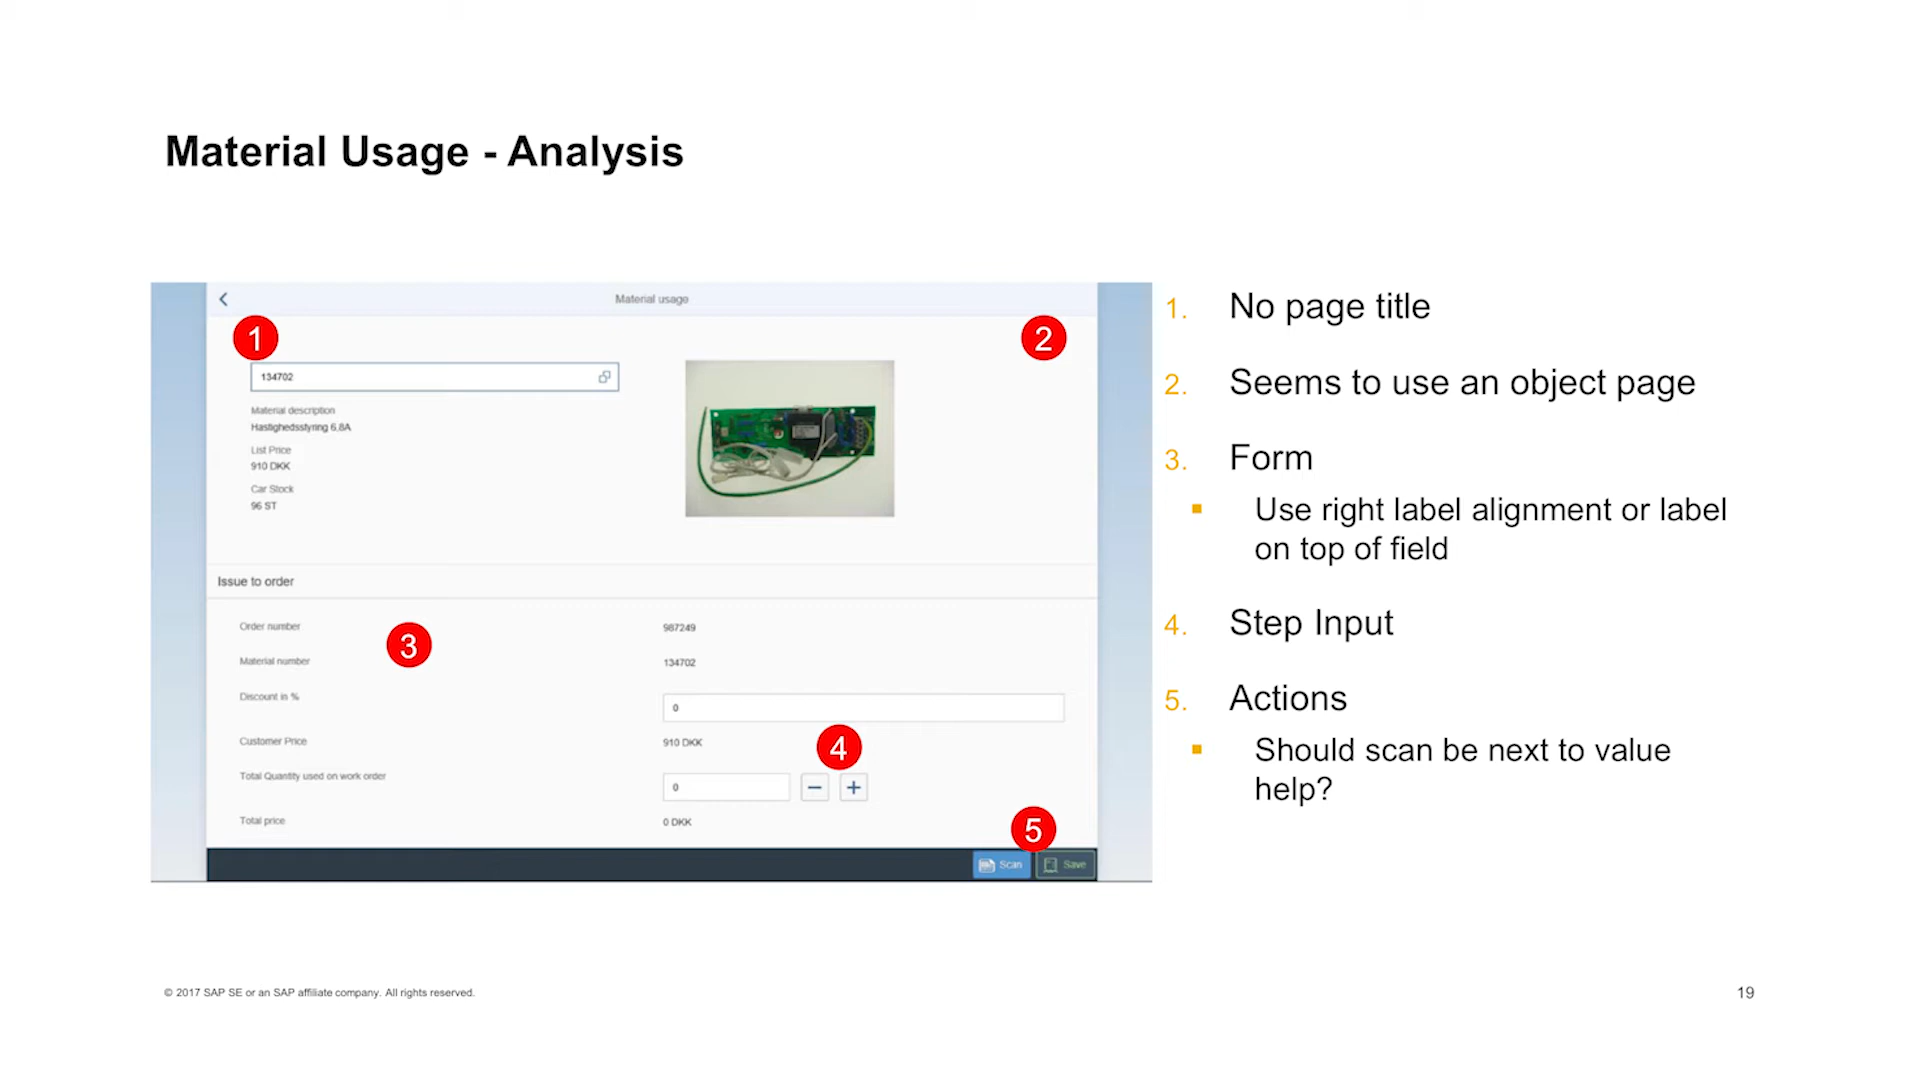 Material Usage - Analysis
Material usage
1
2
134702
Material description
Hastighedsstyring 6,8A
List Price
910 DKK
Car Stock
96 ST
Issue to order
Order number
987249
3
Material number
134702
Discount in %
0
Customer Price
910 DKK
4
Total Quantity used on work order
0
Total price
0 DKK
5
Scan
Save
1. No page title
2. Seems to use an object page
3. Form
Use right label alignment or label
on top of field
4. Step Input
5. Actions
Should scan be next to value
help?
© 2017 SAP SE or an SAP affiliate company. All rights reserved.
19